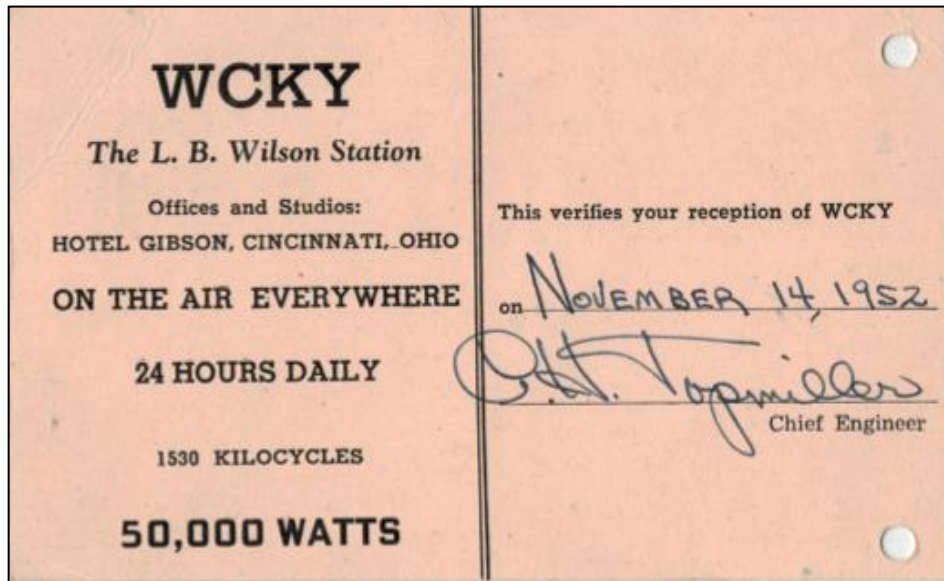 WCKY
The L. B. Wilson Station
Offices and Studios:
HOTEL GIBSON, CINCINNATI, OHIO
ON THE AIR EVERYWHERE
24 HOURS DAILY
1530 KILOCYCLES
50,000 WATTS
This verifies your reception of WCKY
on NOVEMBER 14, 1952
C.H. Topmiller
Chief Engineer